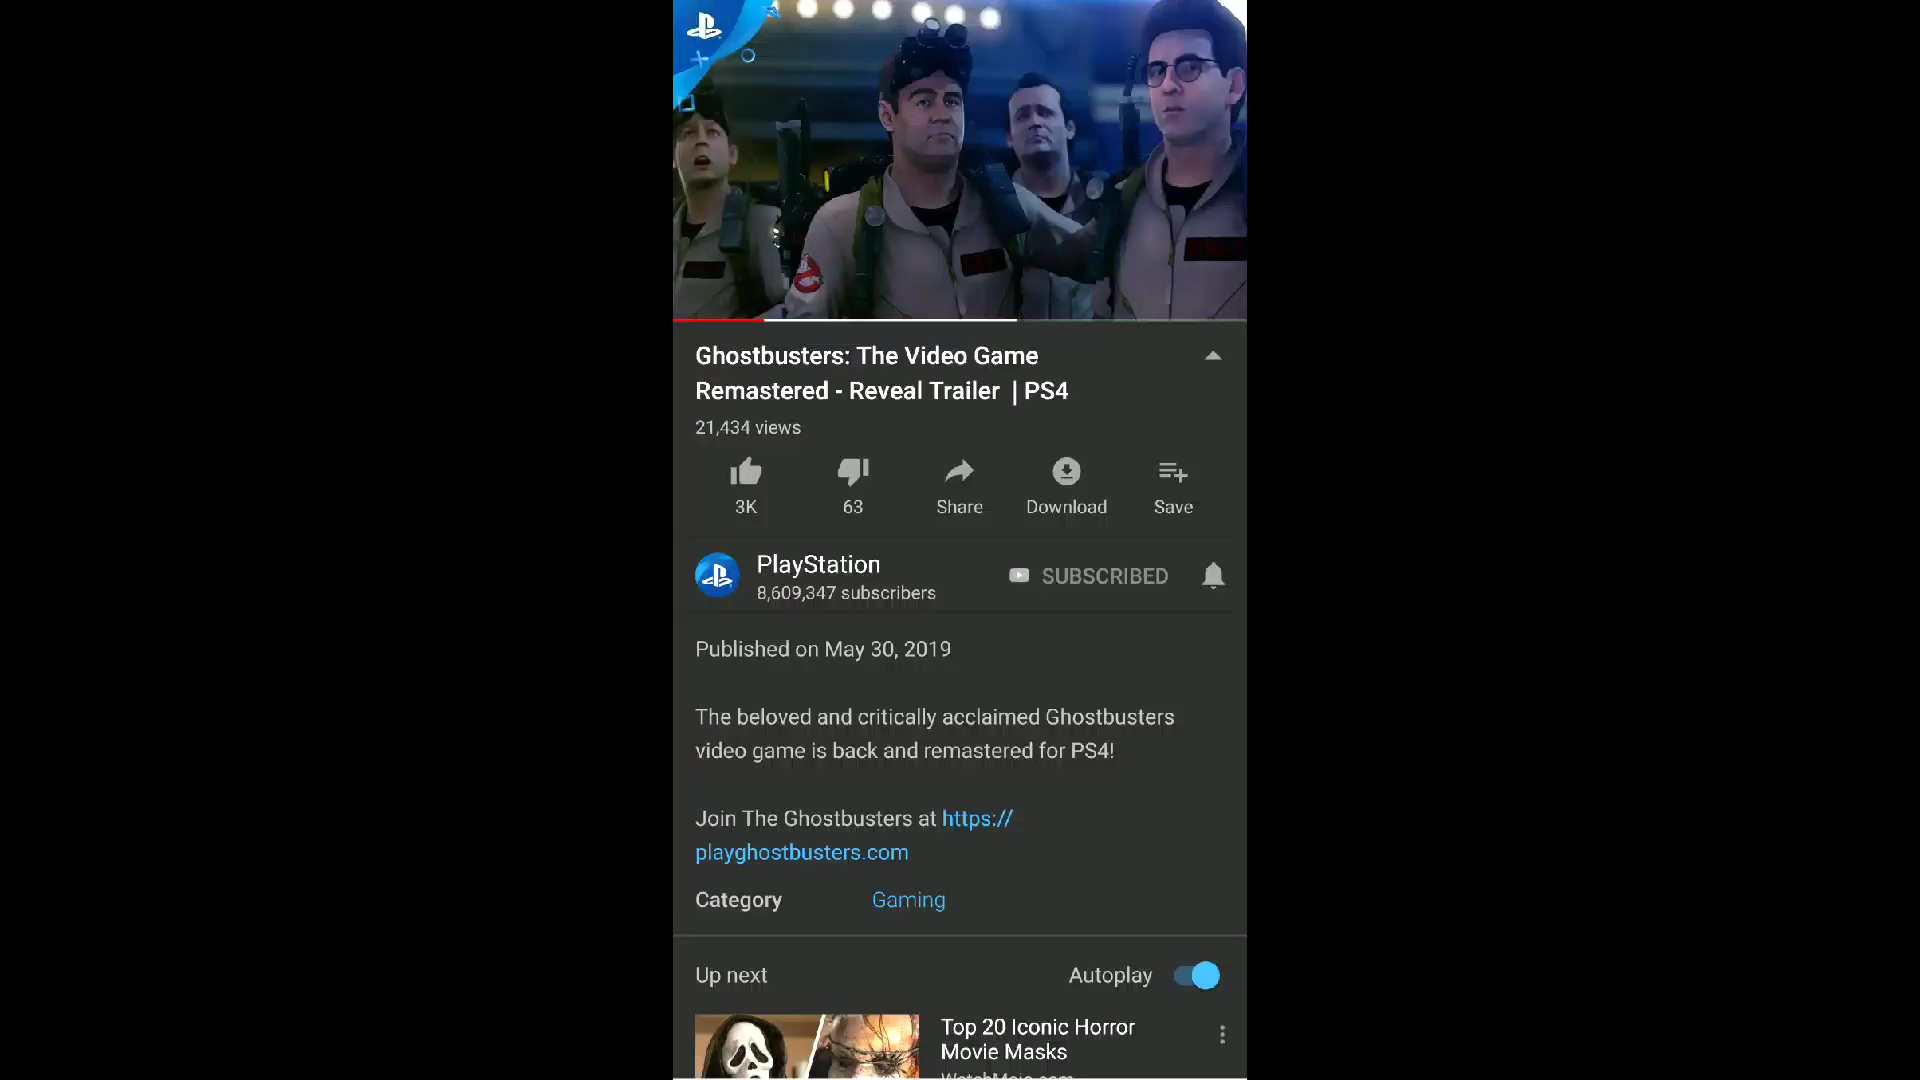 Ghostbusters: The Video Game
Remastered - Reveal Trailer | PS4
21,434 views
3K
63
Share
Download
Save
PlayStation
8,609,347 subscribers
SUBSCRIBED
Published on May 30, 2019
The beloved and critically acclaimed Ghostbusters
video game is back and remastered for PS4!
Join The Ghostbusters at https://
playghostbusters.com
Category Gaming
Up next
Autoplay
Top 20 Iconic Horror
Movie Masks
WatchMojo.com